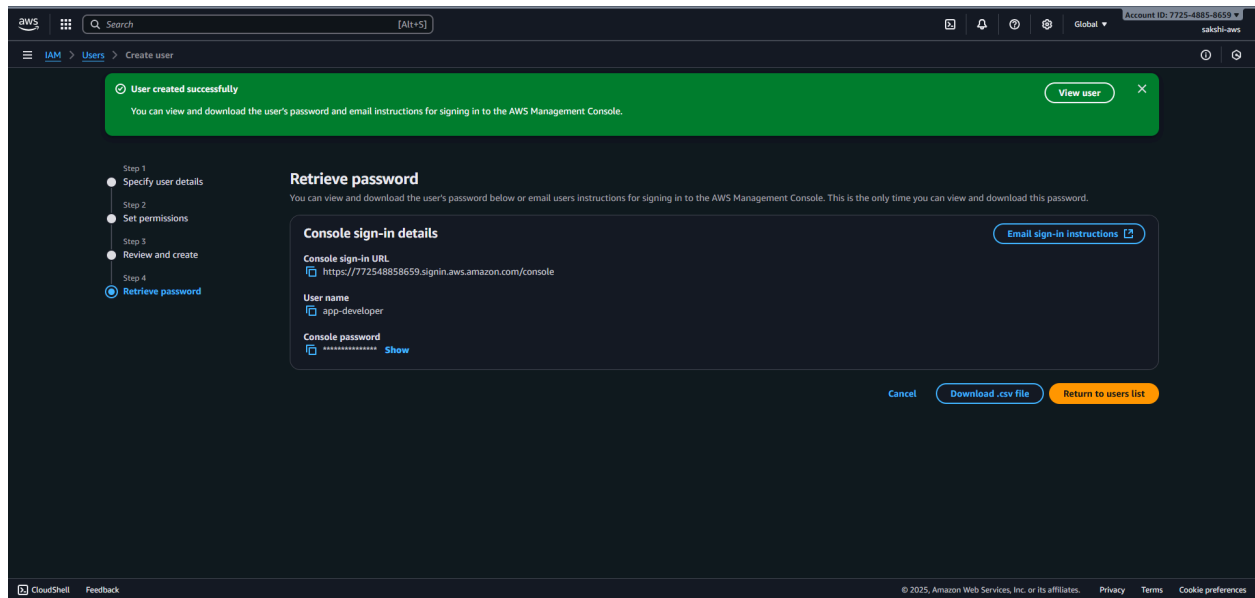 aws
Search
[Alt+S]
Global
Account ID: 7725-4885-8659
sakshi-aws
IAM > Users > Create user
User created successfully
You can view and download the user's password and email instructions for signing in to the AWS Management Console.
View user
Step 1
Specify user details
Step 2
Set permissions
Step 3
Review and create
Step 4
Retrieve password
Retrieve password
You can view and download the user's password below or email users instructions for signing in to the AWS Management Console. This is the only time you can view and download this password.
Console sign-in details
Email sign-in instructions
Console sign-in URL
https://772548858659.signin.aws.amazon.com/console
User name
app-developer
Console password
*************** Show
Cancel
Download .csv file
Return to users list
CloudShell
Feedback
© 2025, Amazon Web Services, Inc. or its affiliates.
Privacy
Terms
Cookie preferences